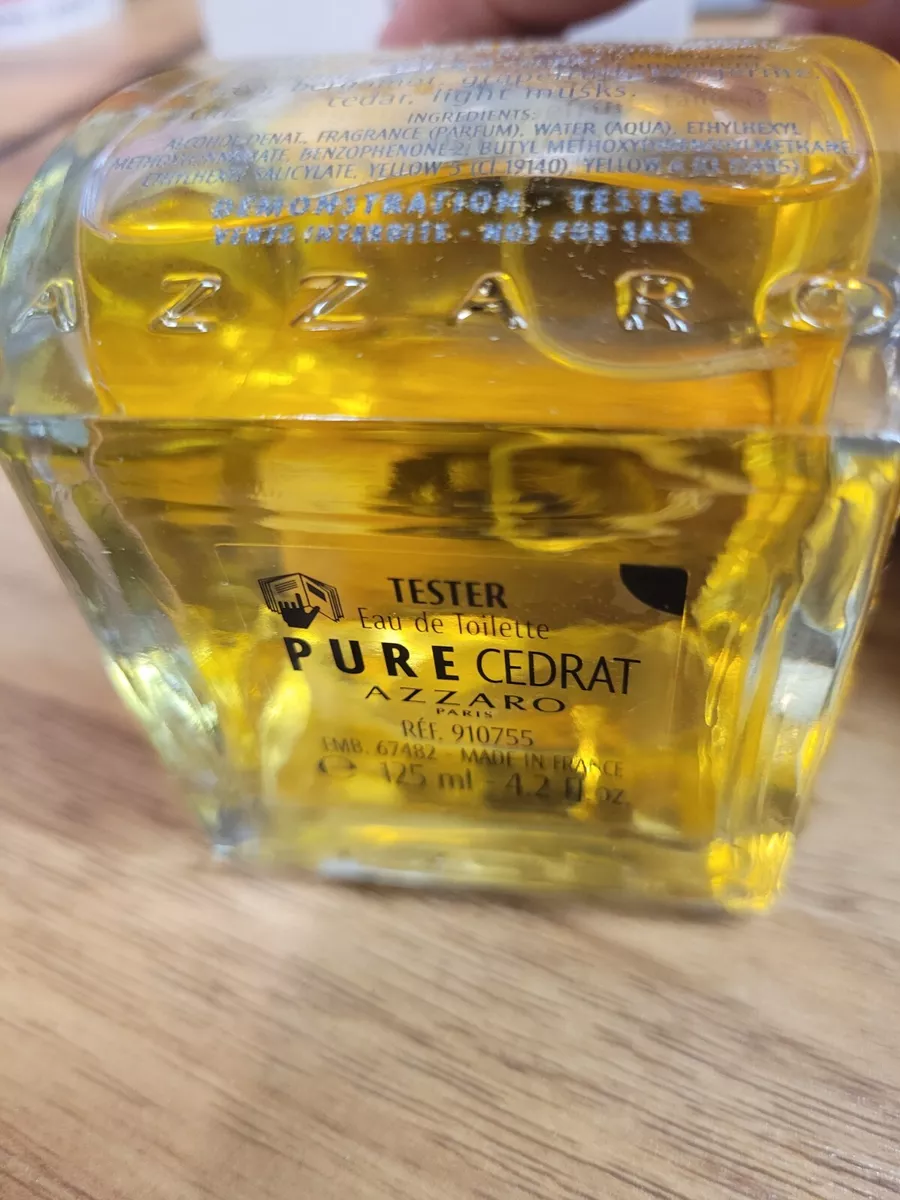 cedar, light musks.
INGREDIENTS:
ALCOHOL DENAT., FRAGRANCE (PARFUM), WATER (AQUA), ETHYLHEXYL
METHOXYCINNAMATE, BENZOPHENONE-2, BUTYL METHOXYDIBENZOYLMETHANE,
ETHYLHEXYL SALICYLATE, YELLOW 5 (CI 19140), YELLOW 6
DEMONSTRATION - TESTER
VENTE INTERDITE - NOT FOR SALE
AZZARO
TESTER
Eau de Toilette
PURE CEDRAT
AZZARO
PARIS
RÉF. 910755
EMB. 67482 - MADE IN FRANCE
e 125 ml - 4.2 fl.oz.